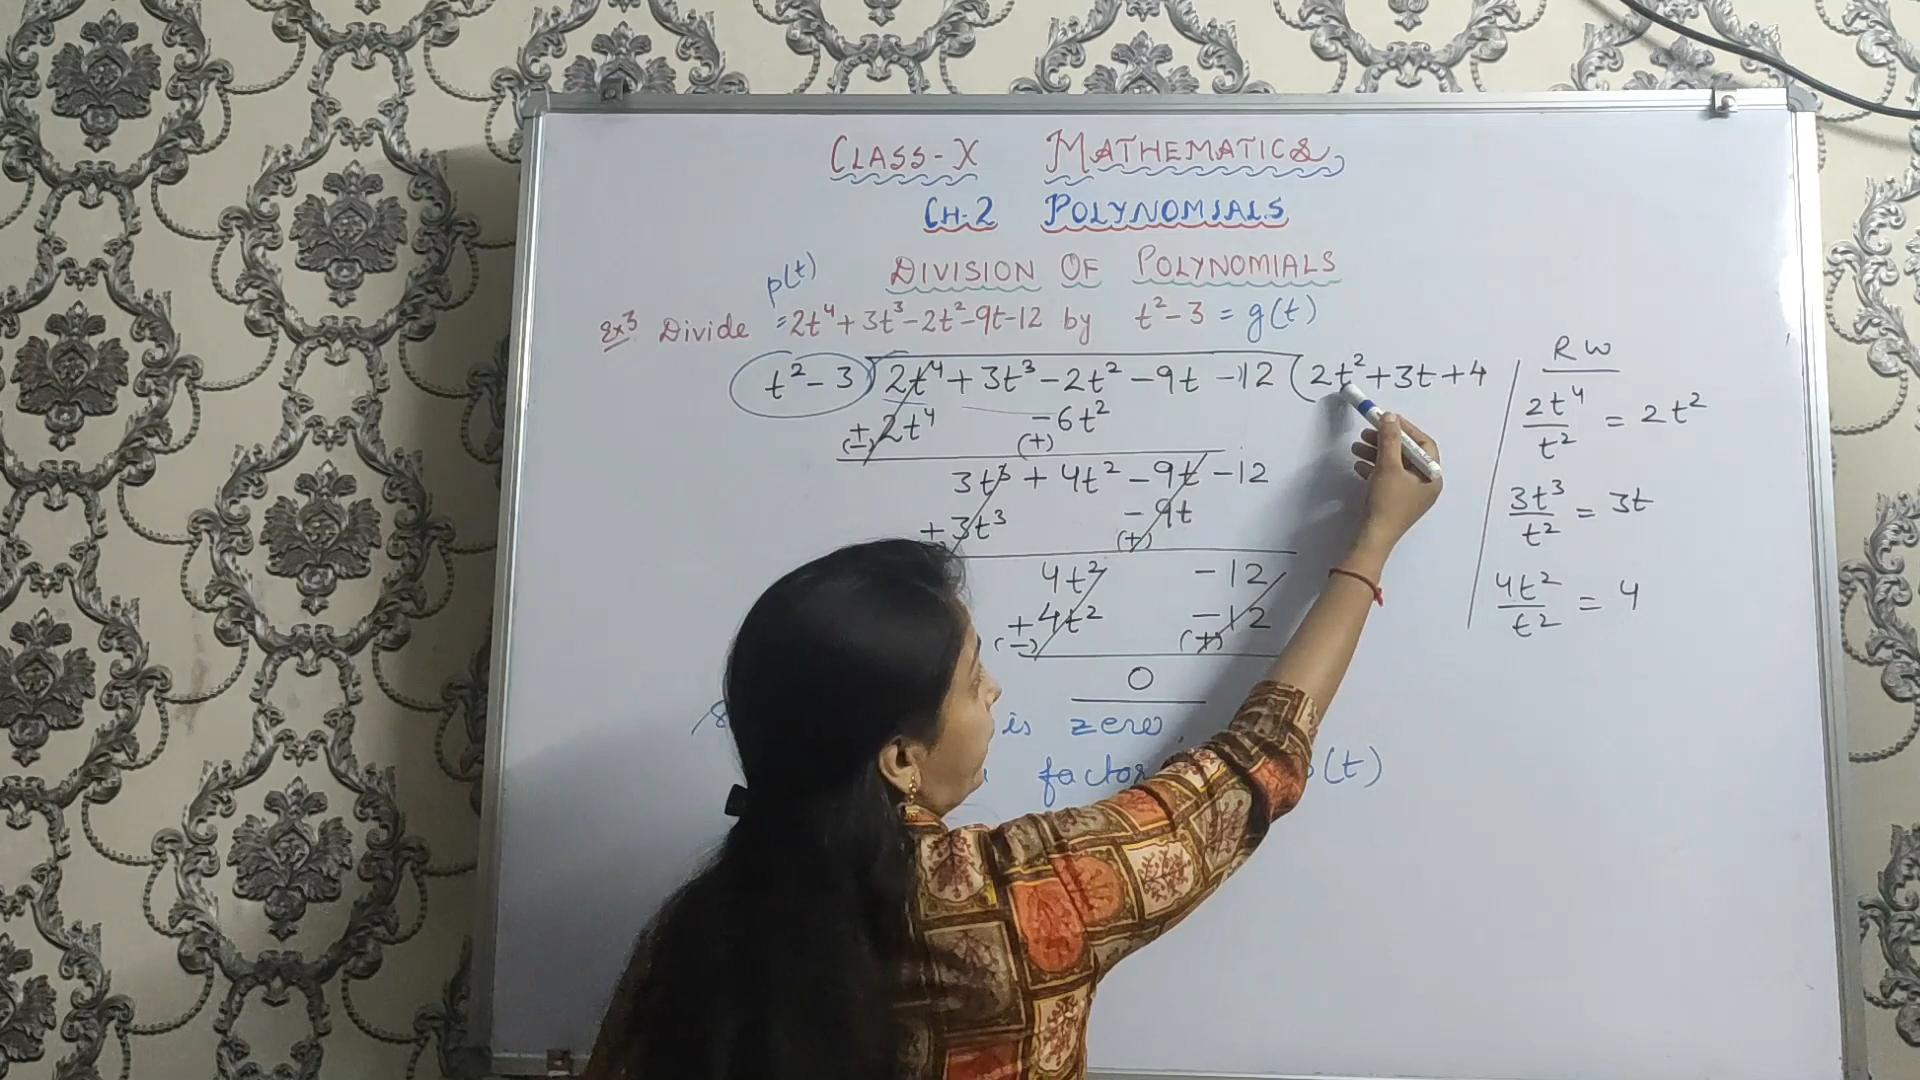 CLASS-X MATHEMATICS
CH-2 POLYNOMIALS
DIVISION OF POLYNOMIALS
p(t)
Ex3 Divide =2t⁴+3t³-2t²-9t-12 by t²-3 = g(t)
t²-3) 2t⁴+3t³-2t²-9t-12 (2t²+3t+4
+2t⁴ -6t²
(-) (+)
3t³+4t²-9t-12
+3t³ -9t
(+)
4t² -12
+4t² -12
(-) (+)
0
is zero,
factor (t)
RW
2t⁴/t² = 2t²
3t³/t² = 3t
4t²/t² = 4